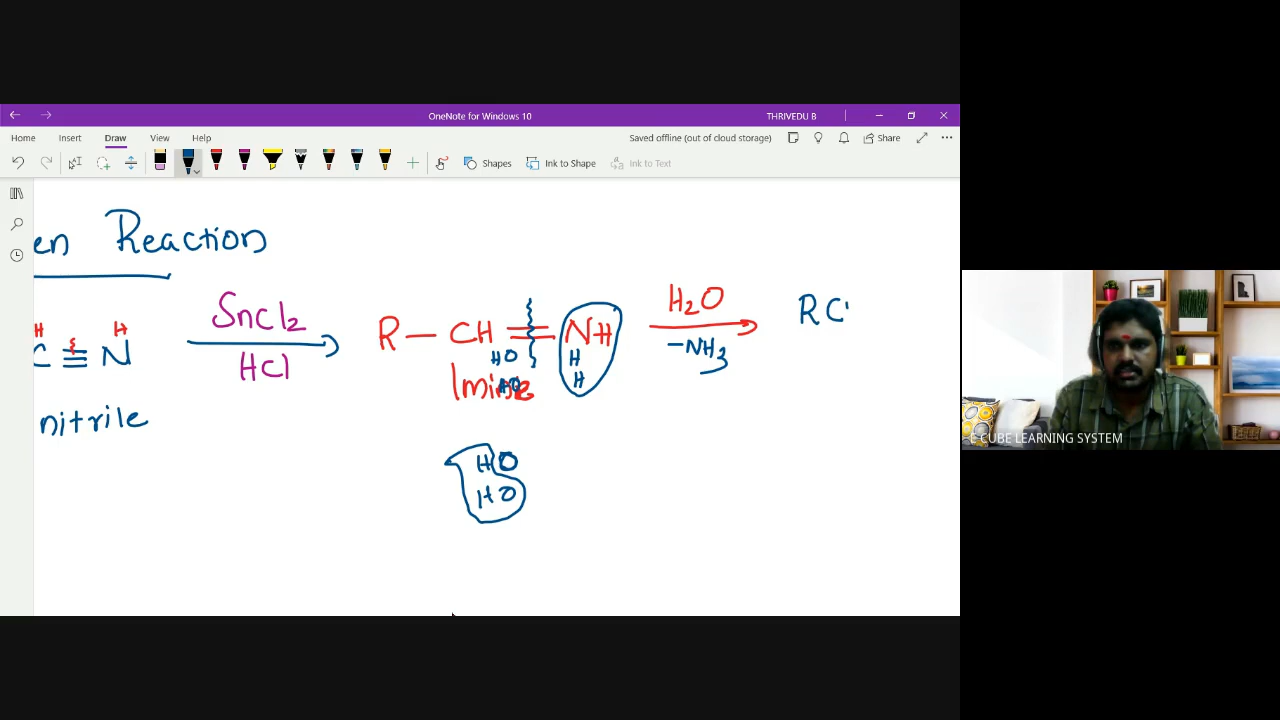 OneNote for Windows 10
THRIVEDU B
Home Insert Draw View Help
Saved offline (out of cloud storage)
Share
Shapes
Ink to Shape
Ink to Text
en Reaction
H H
C ≡ N
SnCl2
HCl
R — CH = NH
HO H
HO H
Imine
H2O
-NH3
RC
nitrile
HO
HO
E CUBE LEARNING SYSTEM